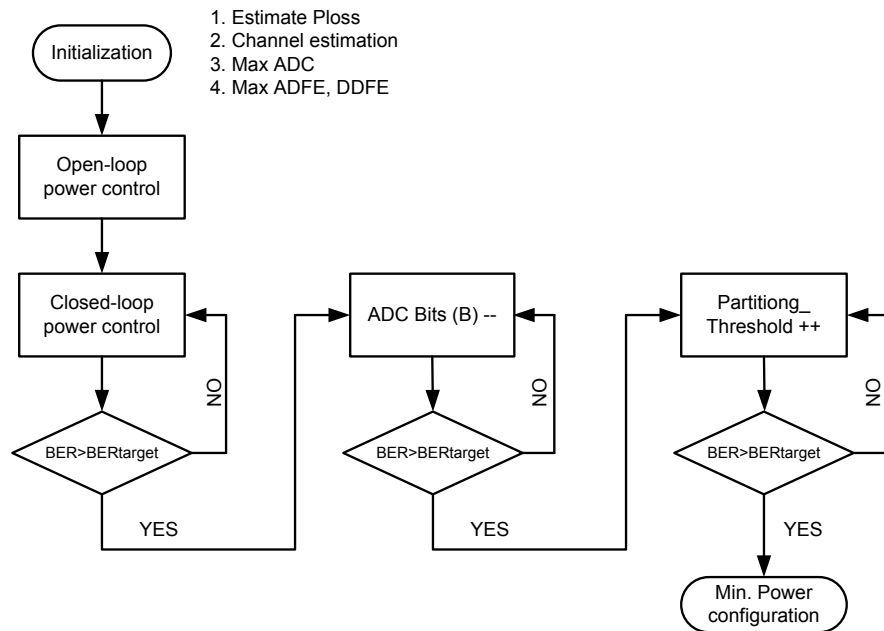 1. Estimate Ploss
2. Channel estimation
3. Max ADC
4. Max ADFE, DDFE
Initialization
Open-loop
power control
Closed-loop
power control
NO
BER>BERtarget
YES
ADC Bits (B) --
NO
BER>BERtarget
YES
Partitiong_
Threshold ++
NO
BER>BERtarget
YES
Min. Power
configuration